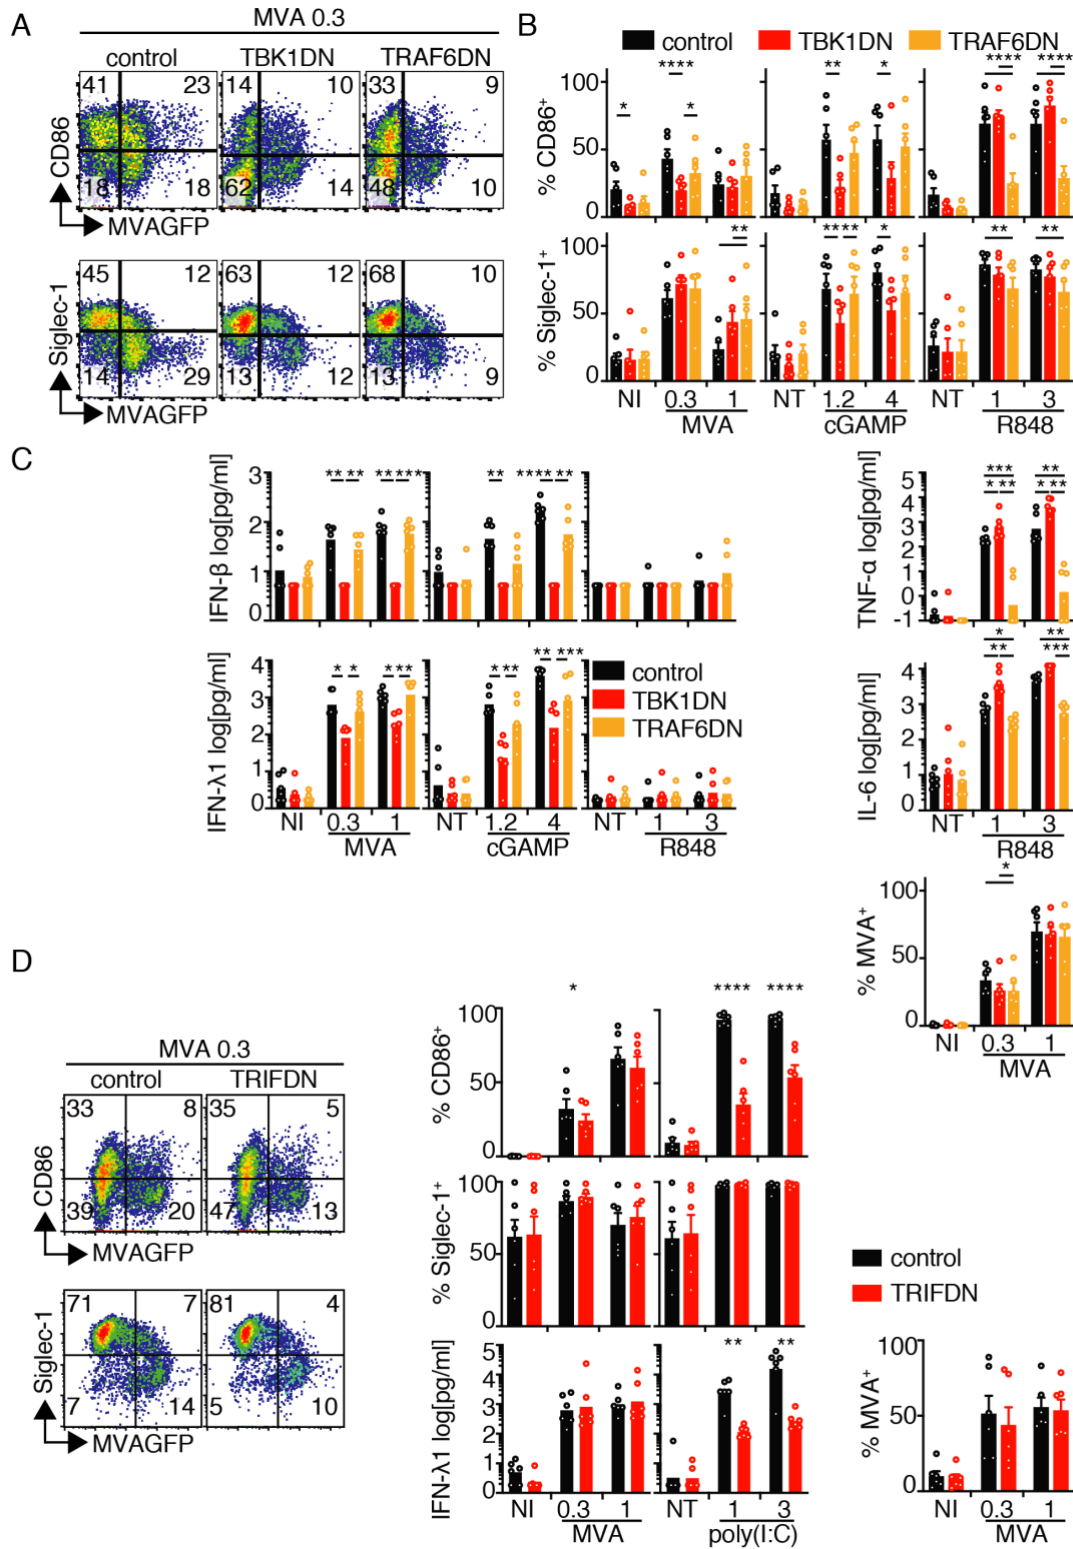 A
MVA 0.3
control TBK1DN TRAF6DN
41 23 14 10 33 9
CD86
18 18 62 14 48 10
MVAGFP
45 12 63 12 68 10
Siglec-1
14 29 13 12 13 9
MVAGFP
B
control TBK1DN TRAF6DN
**** ** * **** ****
* *
100
% CD86+
50
0
** **** * ** **
100
% Siglec-1+
50
0
NI 0.3 1 NT 1.2 4 NT 1 3
MVA cGAMP R848
C
** ** ** *** ** **** **
3
IFN-β log[pg/ml]
2
1
0
*** **
* ** * ***
5
4
TNF-α log[pg/ml]
3
2
1
0
-1
* * * *** * *** ** ***
4
IFN-λ1 log[pg/ml]
3
2
1
0
control
TBK1DN
TRAF6DN
NI 0.3 1 NT 1.2 4 NT 1 3
MVA cGAMP R848
* **
** ***
4
IL-6 log[pg/ml]
3
2
1
0
NT 1 3
R848
*
100
% MVA+
50
0
NI 0.3 1
MVA
D
MVA 0.3
control TRIFDN
33 8 35 5
CD86
39 20 47 13
MVAGFP
71 7 81 4
Siglec-1
7 14 5 10
MVAGFP
* **** ****
100
% CD86+
50
0
100
% Siglec-1+
50
0
** **
5
4
IFN-λ1 log[pg/ml]
3
2
1
0
NI 0.3 1 NT 1 3
MVA poly(I:C)
control
TRIFDN
100
% MVA+
50
0
NI 0.3 1
MVA